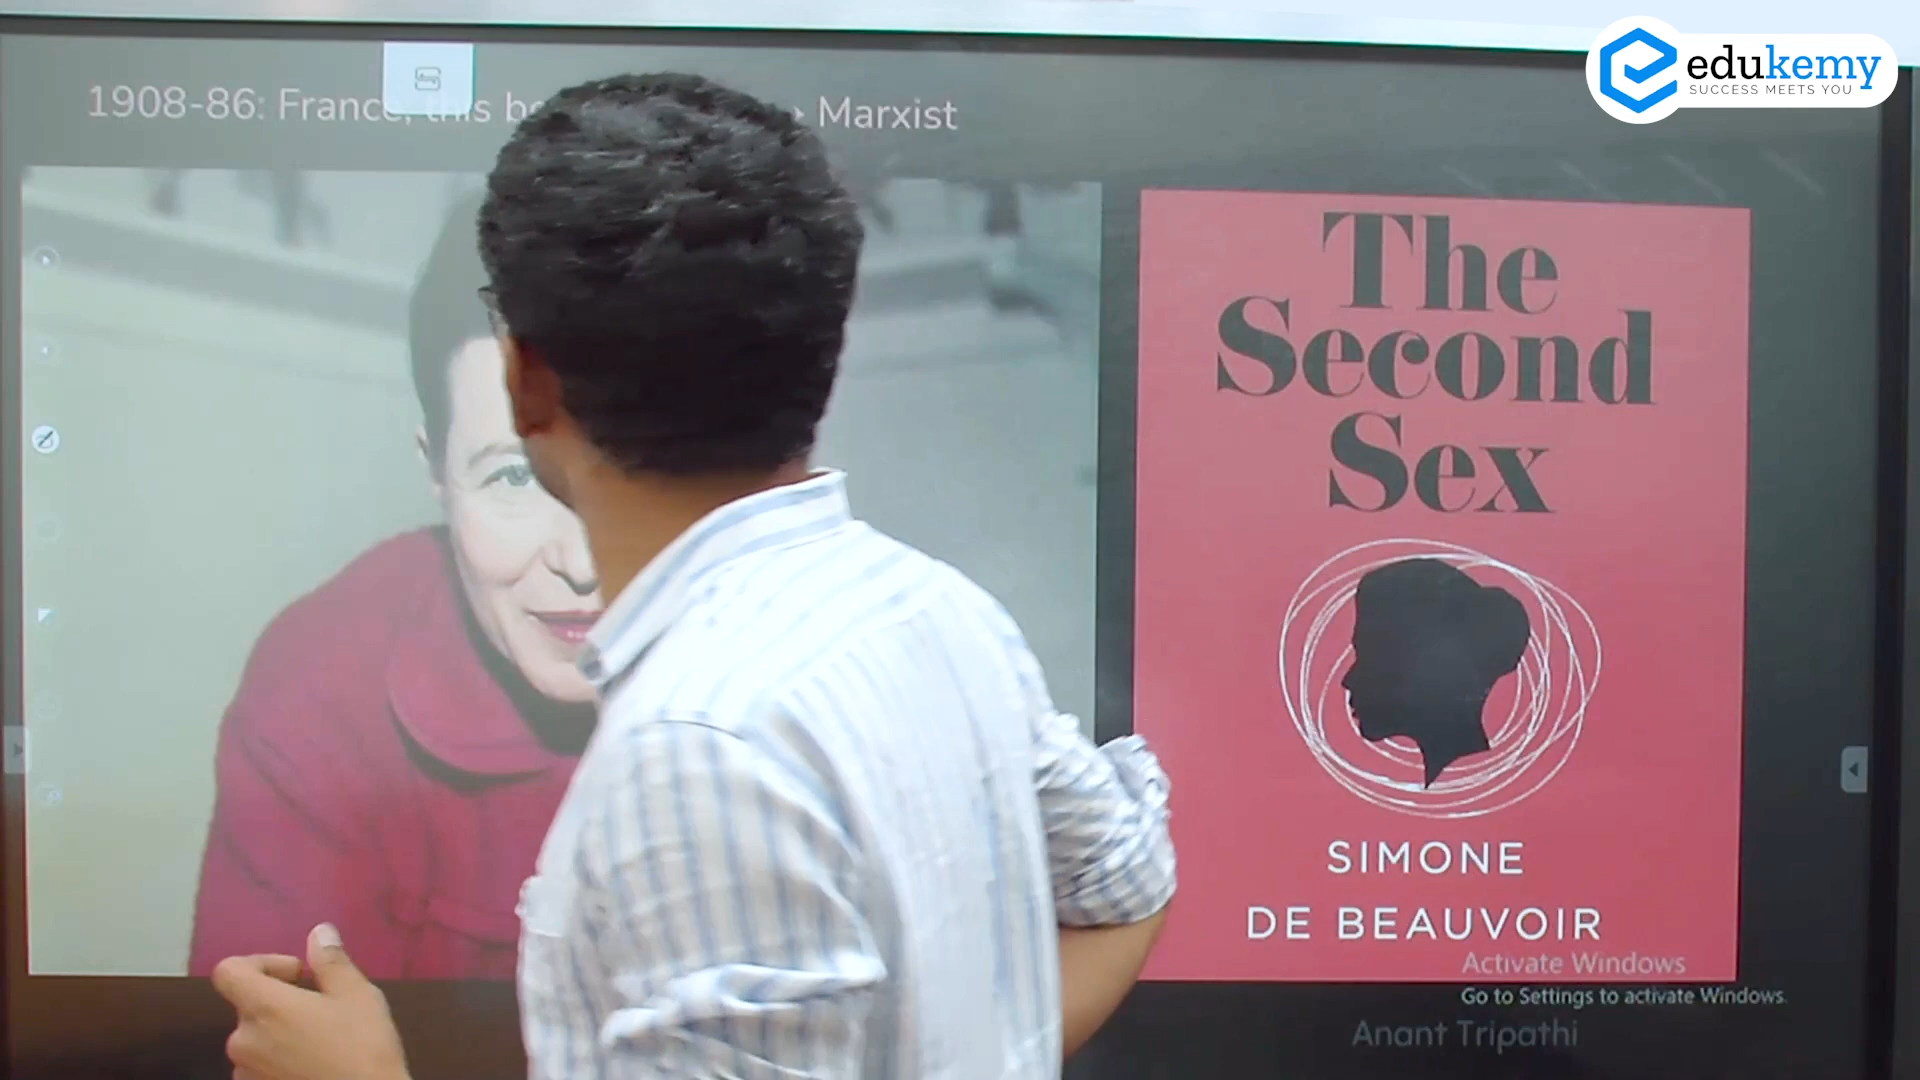 edukemy
SUCCESS MEETS YOU
1908-86: France, this Marxist
The
Second
Sex
SIMONE
DE BEAUVOIR
Activate Windows
Go to Settings to activate Windows.
Anant Tripathi